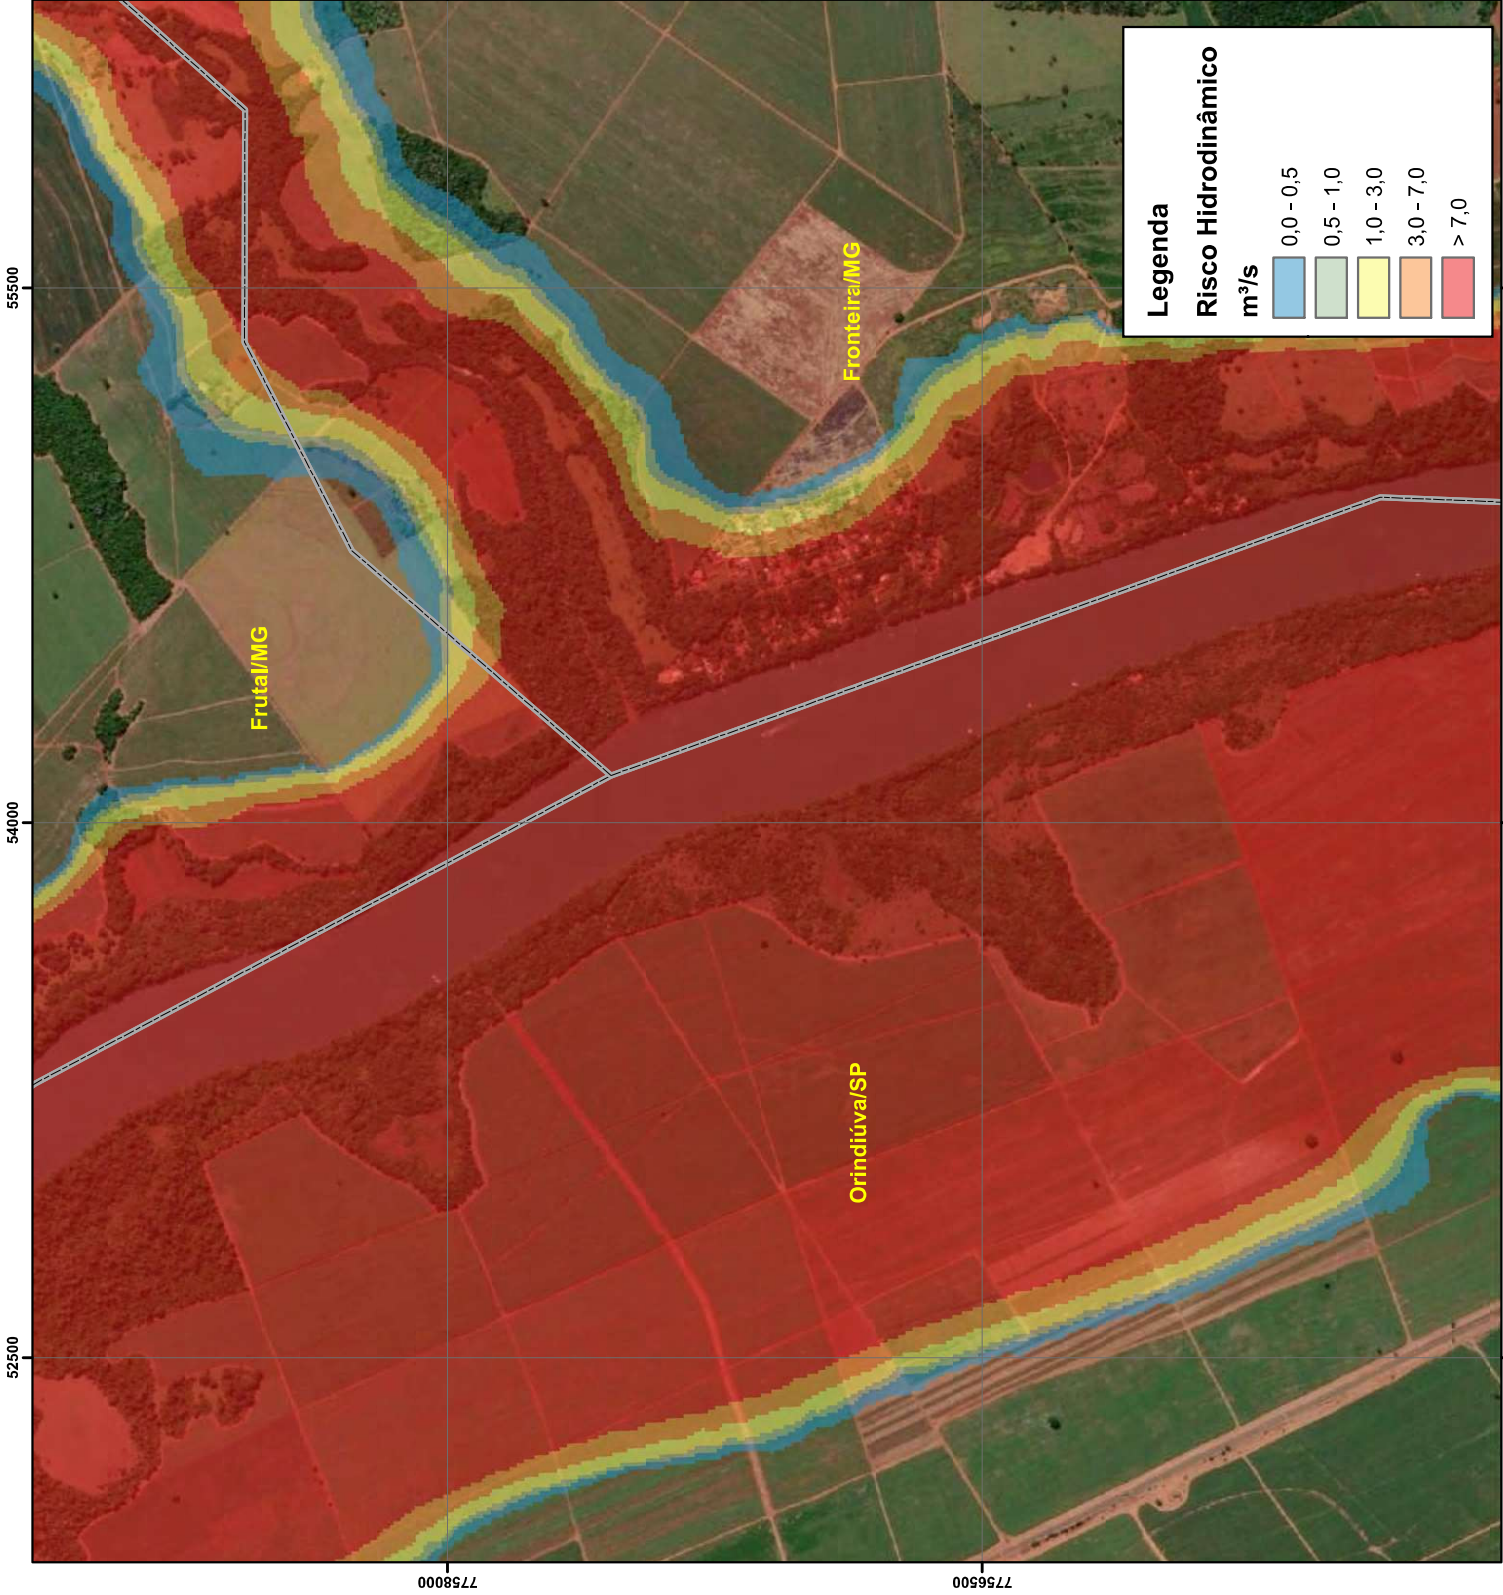 55500
54000
52500
7758000
7756500
Frutal/MG
Fronteira/MG
Orindiúva/SP
Legenda
Risco Hidrodinâmico
m³/s
0,0 - 0,5
0,5 - 1,0
1,0 - 3,0
3,0 - 7,0
> 7,0